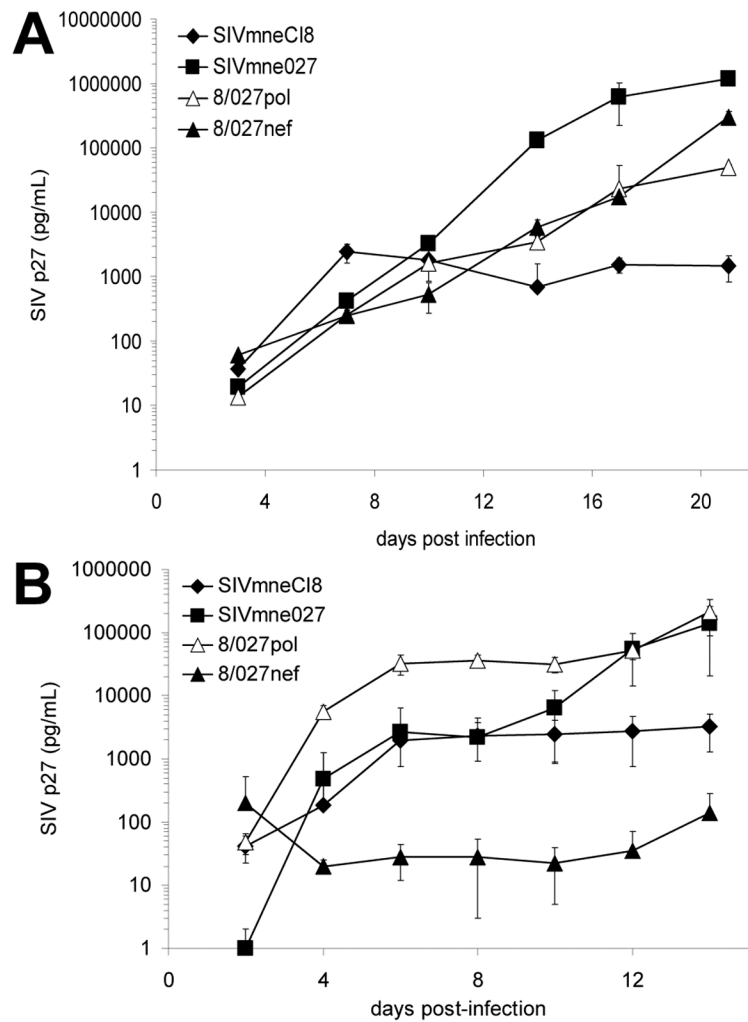 A
10000000
1000000
100000
10000
1000
100
10
1
SIV p27 (pg/mL)
SIVmneCl8
SIVmne027
8/027pol
8/027nef
0 4 8 12 16 20
days post infection
B
1000000
100000
10000
1000
100
10
1
SIV p27 (pg/mL)
SIVmneCl8
SIVmne027
8/027pol
8/027nef
0 4 8 12
days post-infection